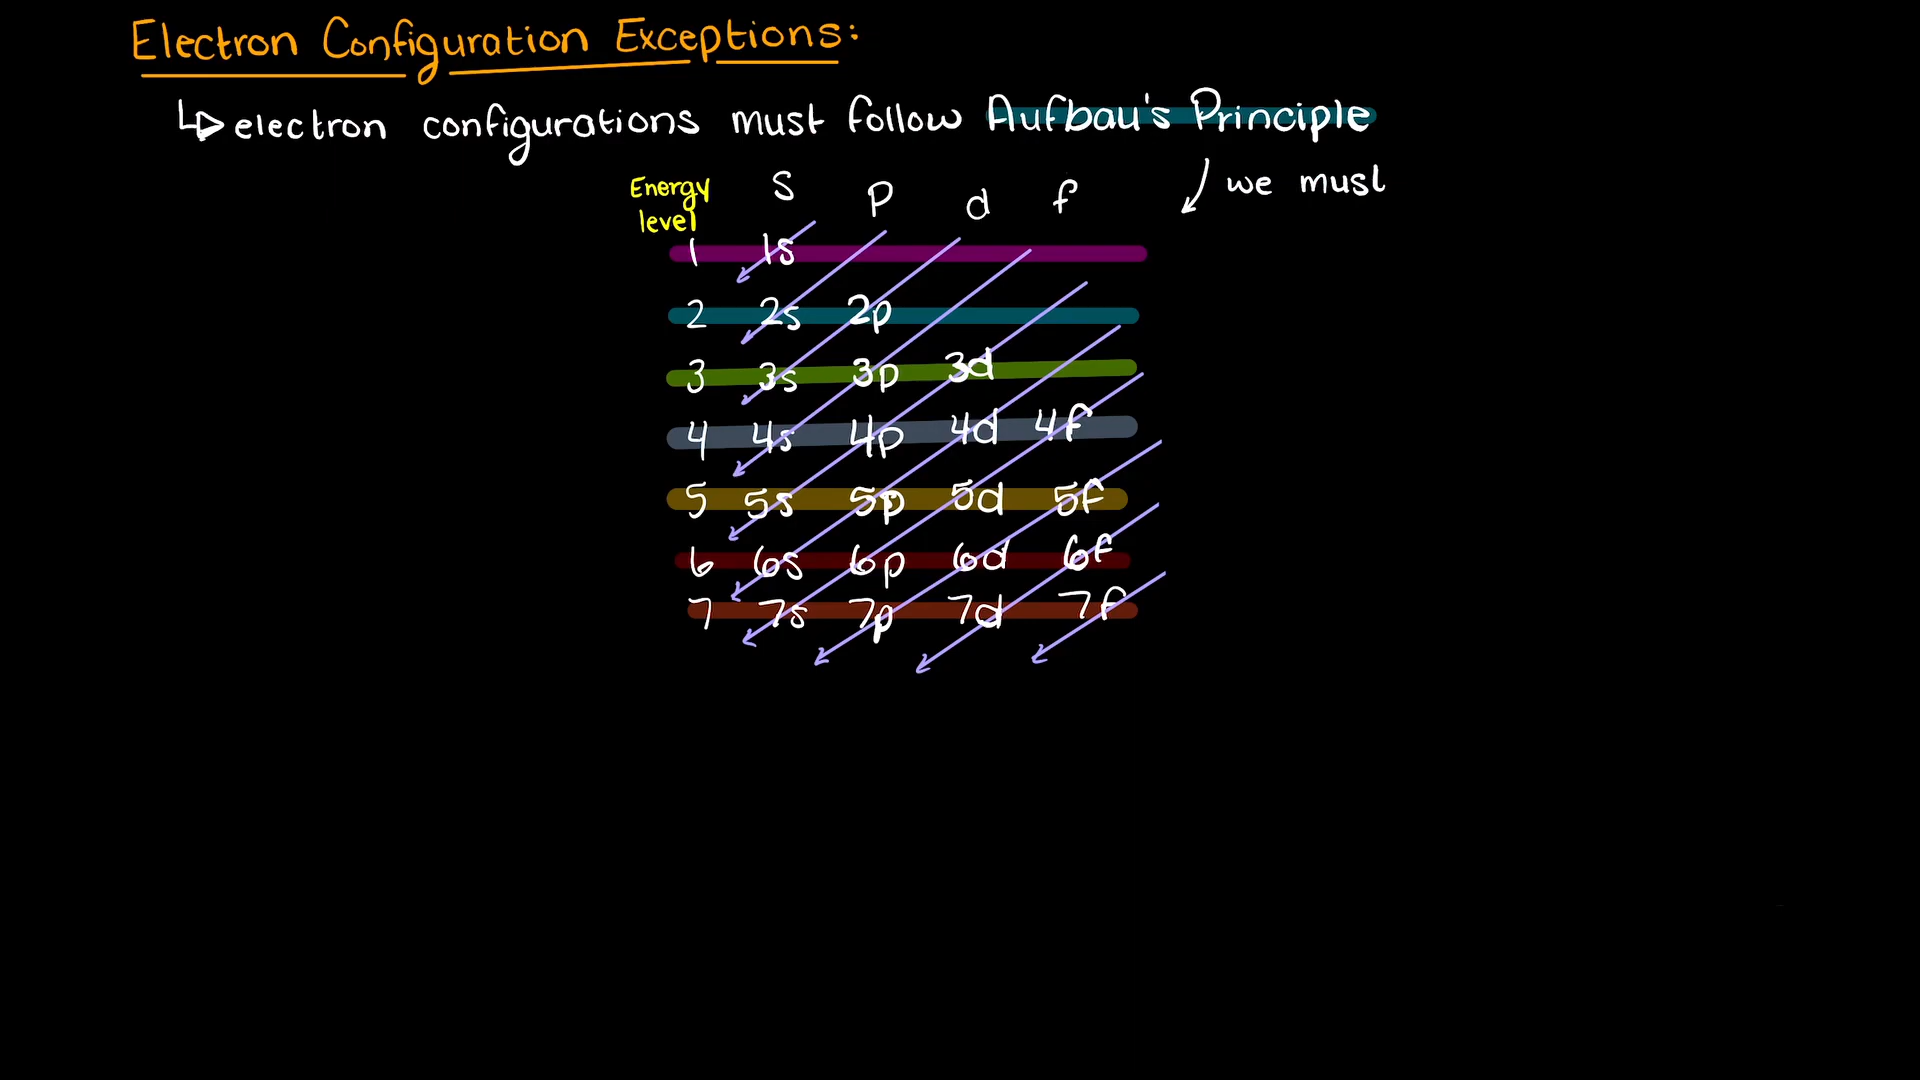 Electron Configuration Exceptions:
electron configurations must follow Aufbau's Principle
we must
Energy level
s p d f
1 1s
2 2s 2p
3 3s 3p 3d
4 4s 4p 4d 4f
5 5s 5p 5d 5f
6 6s 6p 6d 6f
7 7s 7p 7d 7f